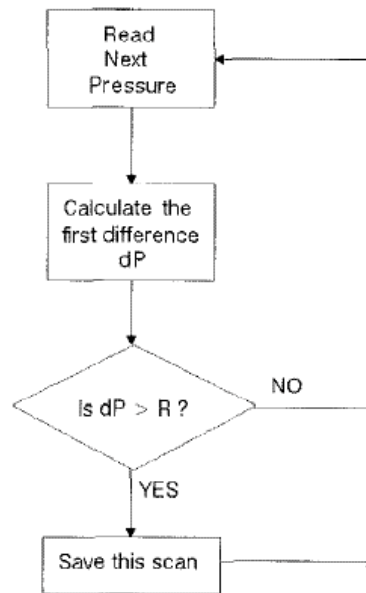 Read
Next
Pressure
Calculate the
first difference
dP
Is dP > R ?
NO
YES
Save this scan